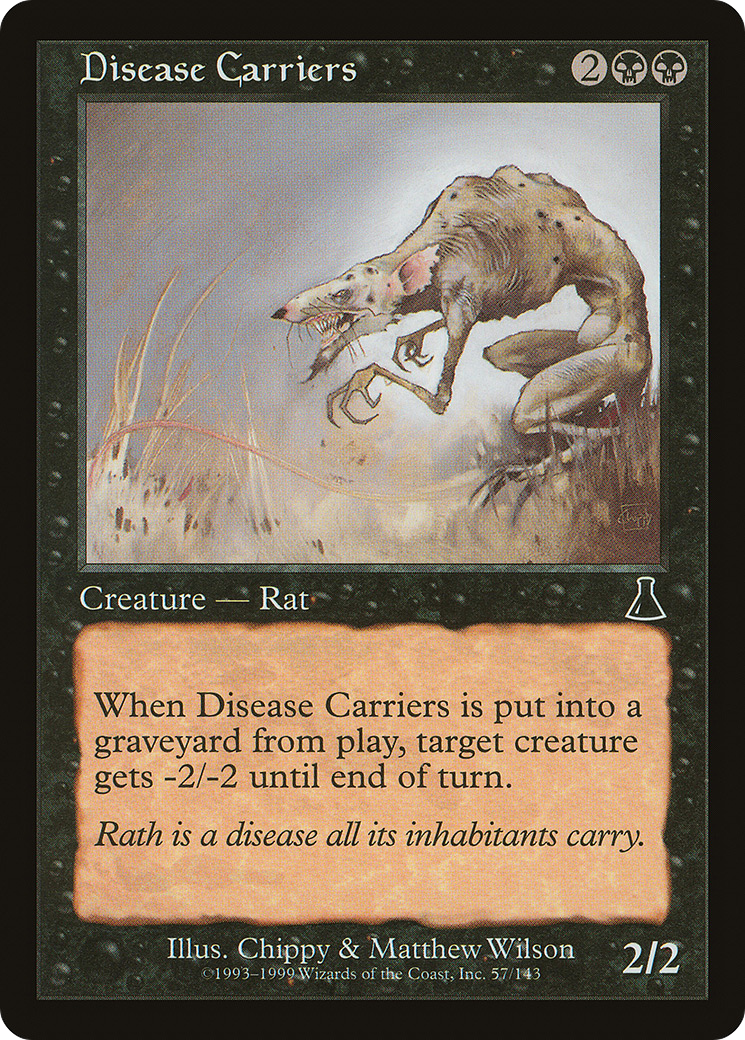 Disease Carriers 2
Creature — Rat
When Disease Carriers is put into a
graveyard from play, target creature
gets -2/-2 until end of turn.
Rath is a disease all its inhabitants carry.
Illus. Chippy & Matthew Wilson
©1993–1999 Wizards of the Coast, Inc. 57/143
2/2